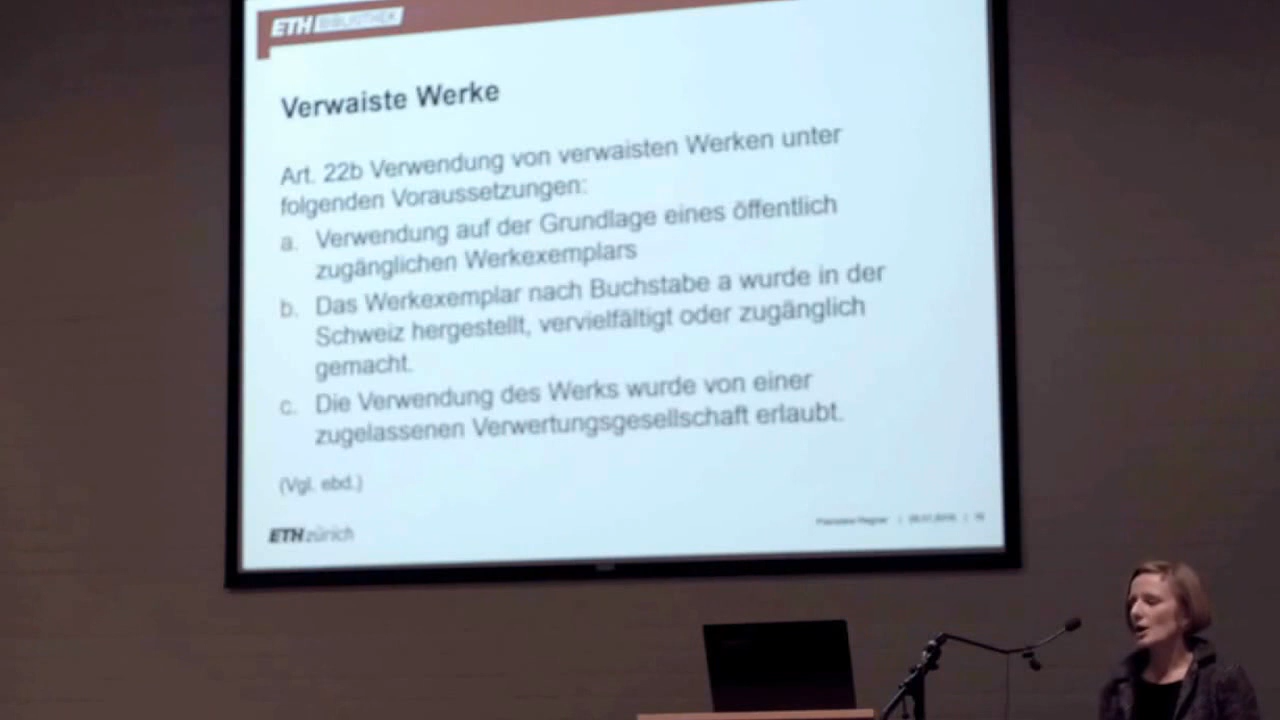 ETH BIBLIOTHEK
Verwaiste Werke
Art. 22b Verwendung von verwaisten Werken unter
folgenden Voraussetzungen:
a. Verwendung auf der Grundlage eines öffentlich
zugänglichen Werkexemplars
b. Das Werkexemplar nach Buchstabe a wurde in der
Schweiz hergestellt, vervielfältigt oder zugänglich
gemacht.
c. Die Verwendung des Werks wurde von einer
zugelassenen Verwertungsgesellschaft erlaubt.
(Vgl. ebd.)
ETH zürich